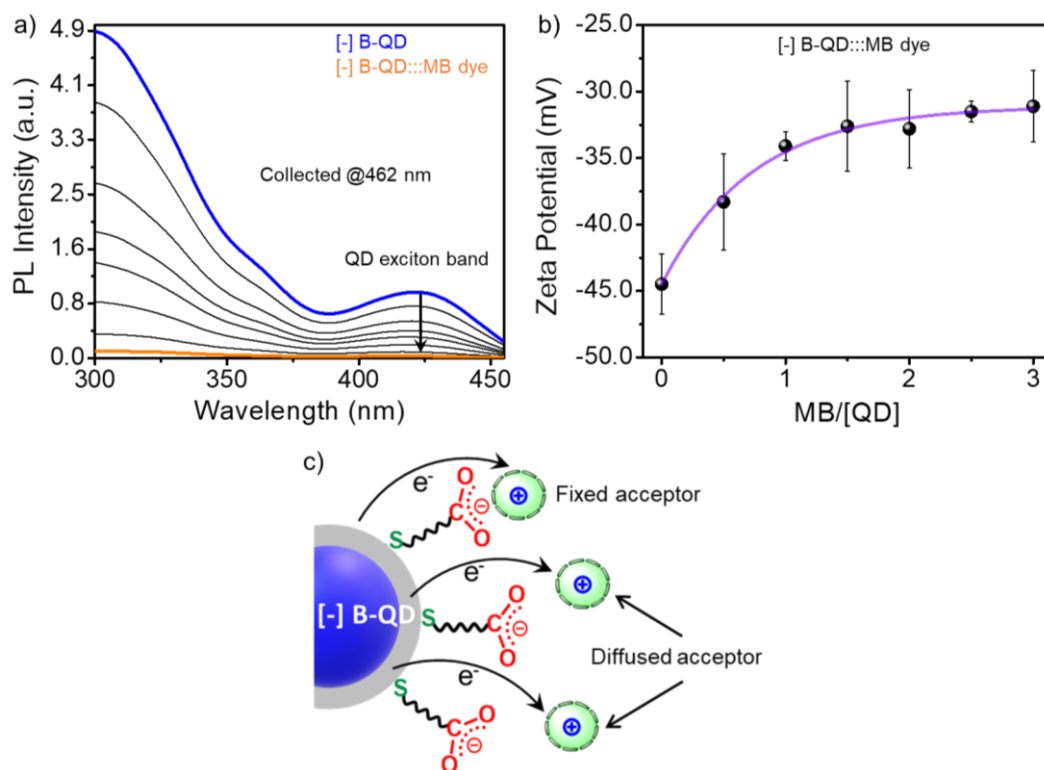 a)
[-] B-QD
[-] B-QD:::MB dye
Collected @462 nm
QD exciton band
PL Intensity (a.u.)
4.9
4.1
3.3
2.5
1.6
0.8
0.0
300
350
400
450
Wavelength (nm)
b)
[-] B-QD:::MB dye
Zeta Potential (mV)
-25.0
-30.0
-35.0
-40.0
-45.0
-50.0
0
1
2
3
MB/[QD]
c)
e-
S
C
O
O
⊖
⊕
Fixed acceptor
[-] B-QD
e-
S
C
O
O
⊖
⊕
Diffused acceptor
e-
S
C
O
O
⊖
⊕